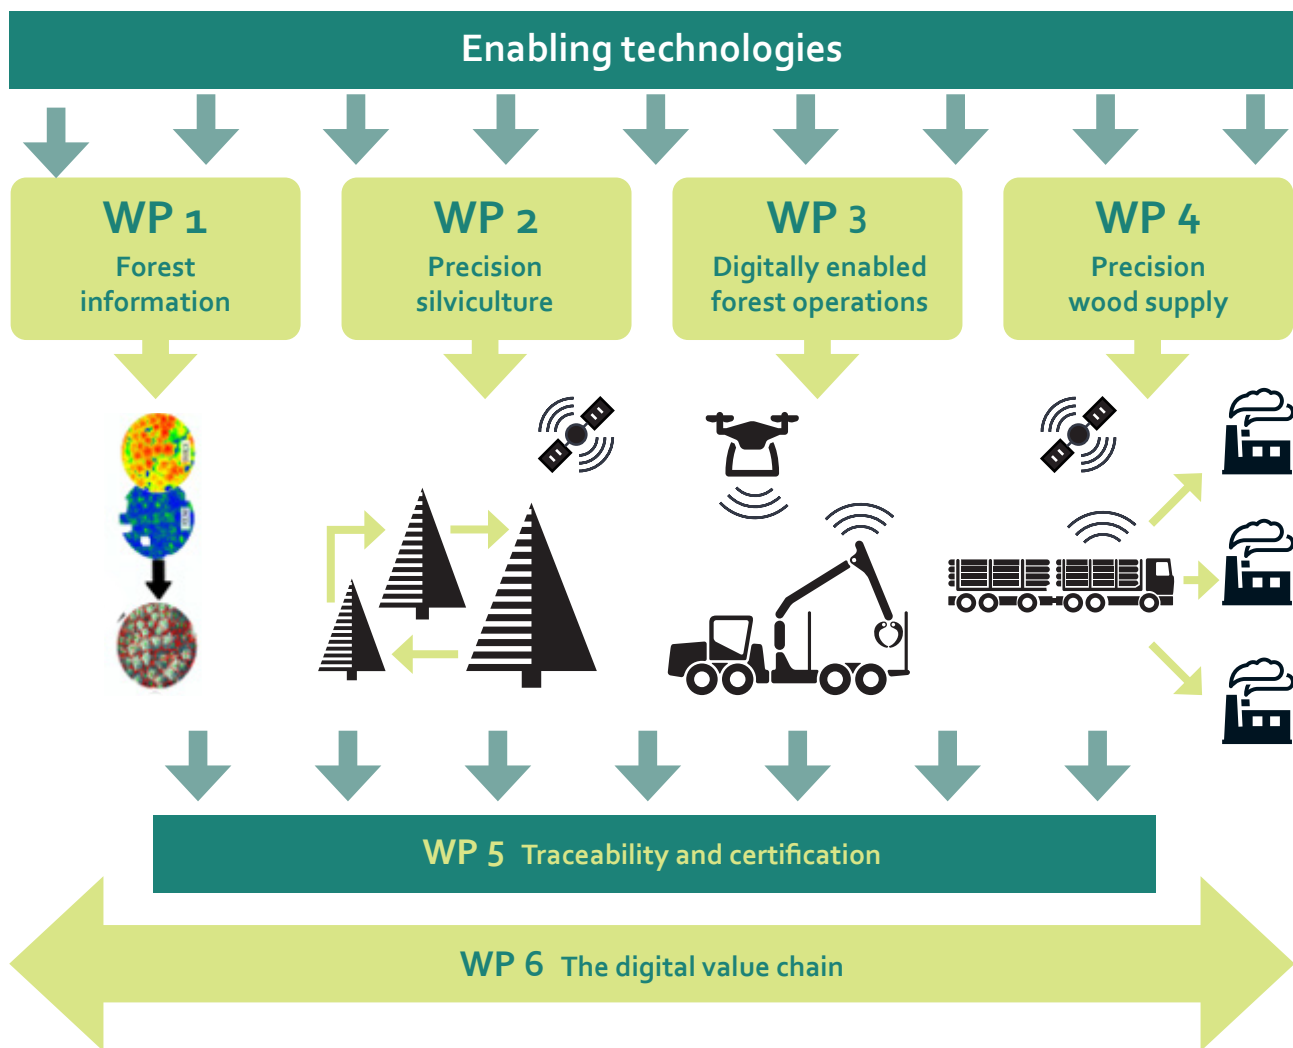 Enabling technologies
WP 1
Forest
information
WP 2
Precision
silviculture
WP 3
Digitally enabled
forest operations
WP 4
Precision
wood supply
WP 5 Traceability and certification
WP 6 The digital value chain